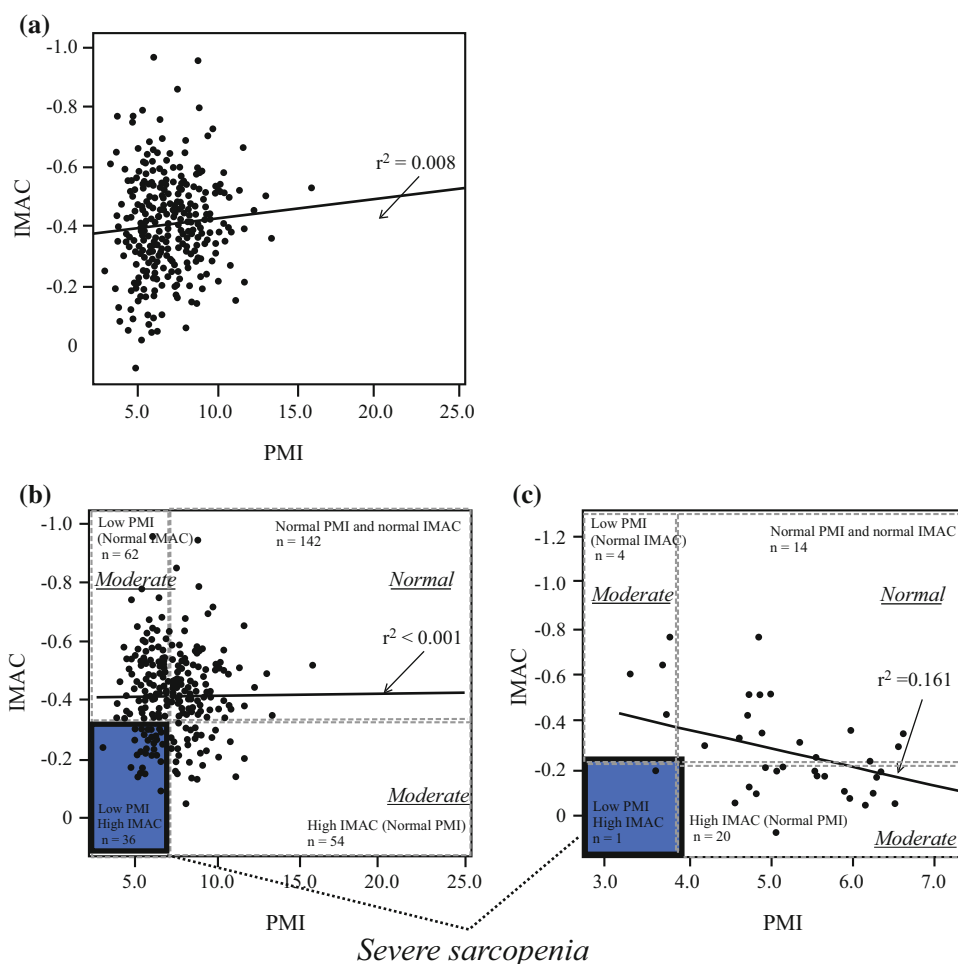 (a)
-1.0
-0.8
-0.6
-0.4
-0.2
0
IMAC
r² = 0.008
5.0 10.0 15.0 20.0 25.0
PMI
(b)
-1.0
-0.8
-0.6
-0.4
-0.2
0
IMAC
Low PMI
(Normal IMAC)
n = 62
Moderate
Normal PMI and normal IMAC
n = 142
Normal
r² < 0.001
Low PMI
High IMAC
n = 36
Moderate
High IMAC (Normal PMI)
n = 54
5.0 10.0 15.0 20.0 25.0
PMI
(c)
-1.2
-1.0
-0.8
-0.6
-0.4
-0.2
0
IMAC
Low PMI
(Normal IMAC)
n = 4
Moderate
Normal PMI and normal IMAC
n = 14
Normal
r² =0.161
Low PMI
High IMAC
n = 1
High IMAC (Normal PMI)
n = 20
Moderate
3.0 4.0 5.0 6.0 7.0
PMI
Severe sarcopenia